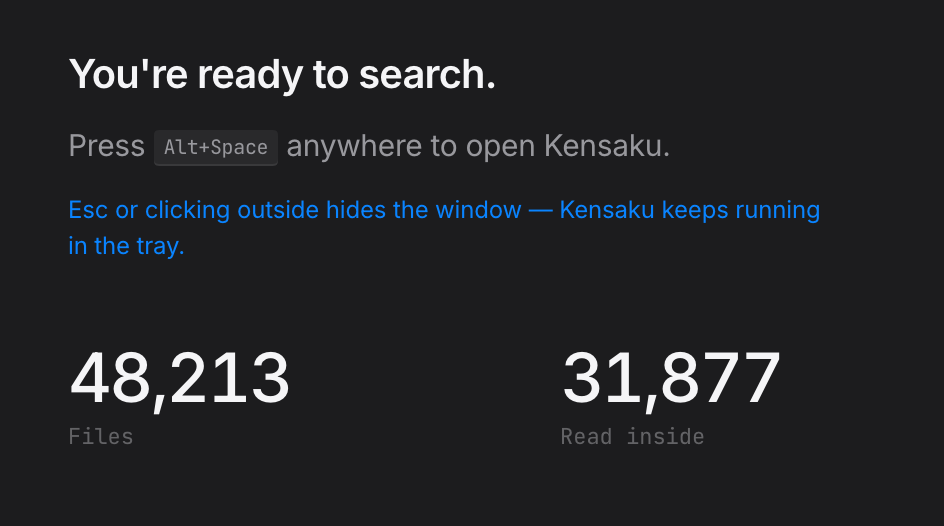 You're ready to search.
Press Alt+Space anywhere to open Kensaku.
Esc or clicking outside hides the window — Kensaku keeps running
in the tray.
48,213 31,877
Files Read inside